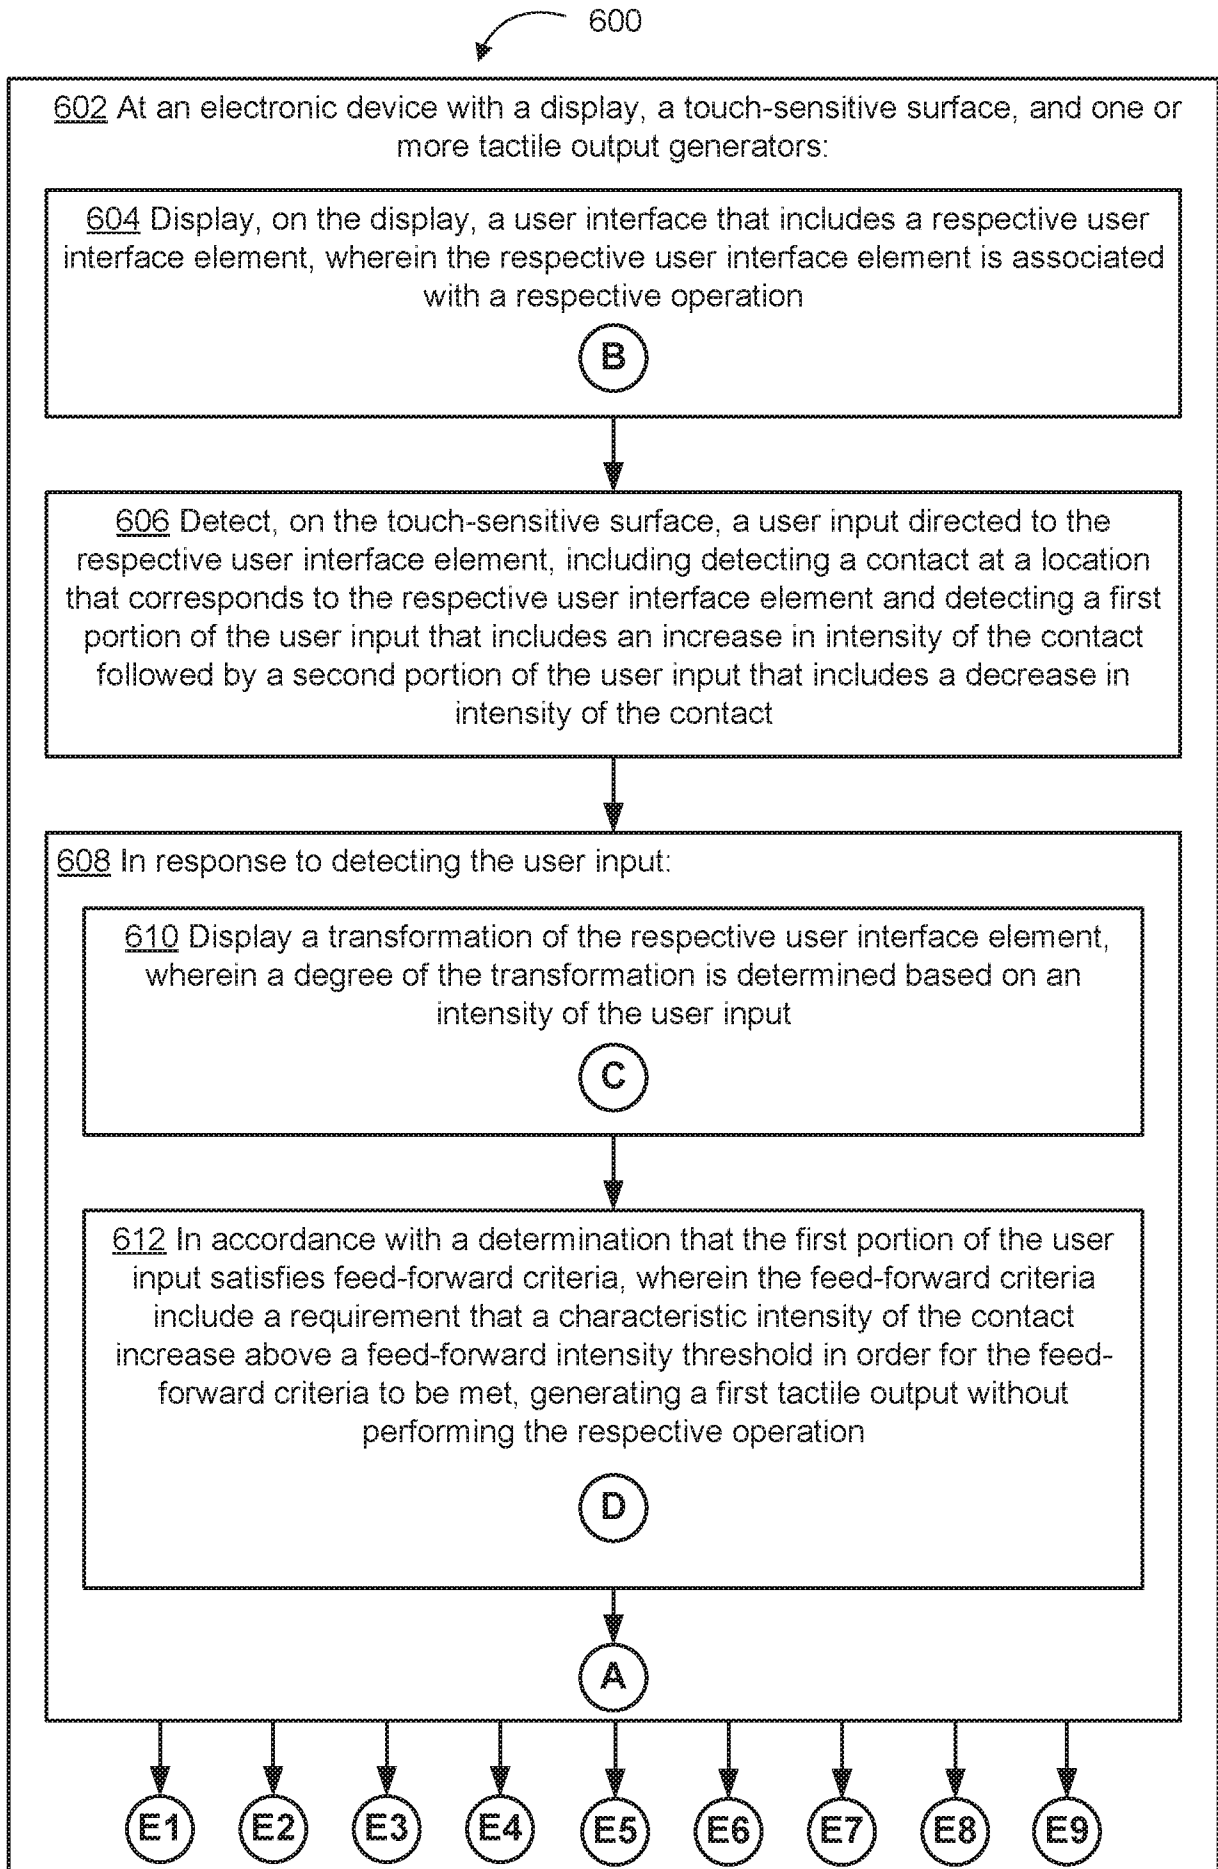 600
602 At an electronic device with a display, a touch-sensitive surface, and one or
more tactile output generators:
604 Display, on the display, a user interface that includes a respective user
interface element, wherein the respective user interface element is associated
with a respective operation
B
606 Detect, on the touch-sensitive surface, a user input directed to the
respective user interface element, including detecting a contact at a location
that corresponds to the respective user interface element and detecting a first
portion of the user input that includes an increase in intensity of the contact
followed by a second portion of the user input that includes a decrease in
intensity of the contact
608 In response to detecting the user input:
610 Display a transformation of the respective user interface element,
wherein a degree of the transformation is determined based on an
intensity of the user input
C
612 In accordance with a determination that the first portion of the user
input satisfies feed-forward criteria, wherein the feed-forward criteria
include a requirement that a characteristic intensity of the contact
increase above a feed-forward intensity threshold in order for the feed-
forward criteria to be met, generating a first tactile output without
performing the respective operation
D
A
E1 E2 E3 E4 E5 E6 E7 E8 E9